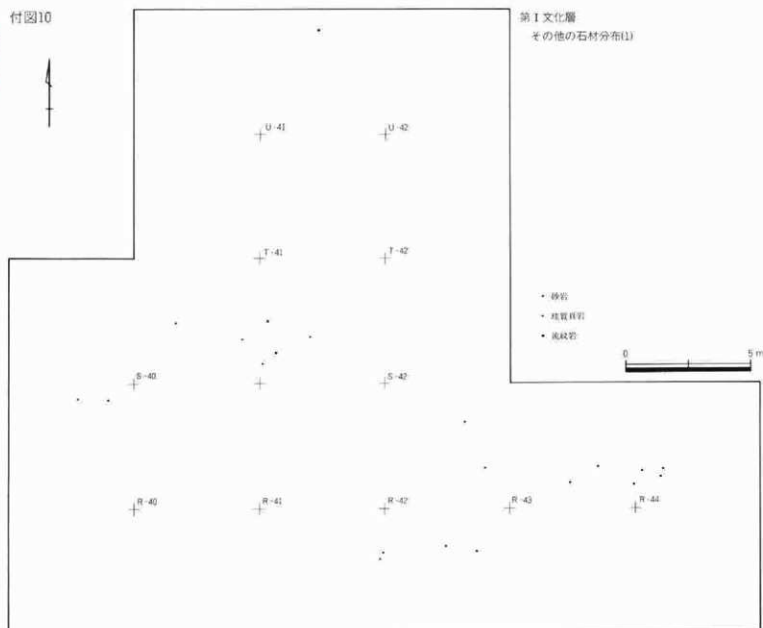 付図10
第Ⅰ文化層
その他の石材分布(1)
U-41
U-42
T-41
T-42
・ 砂岩
・ 珪質頁岩
・ 流紋岩
0 5 m
S-40
S-42
R-40
R-41
R-42
R-43
R-44